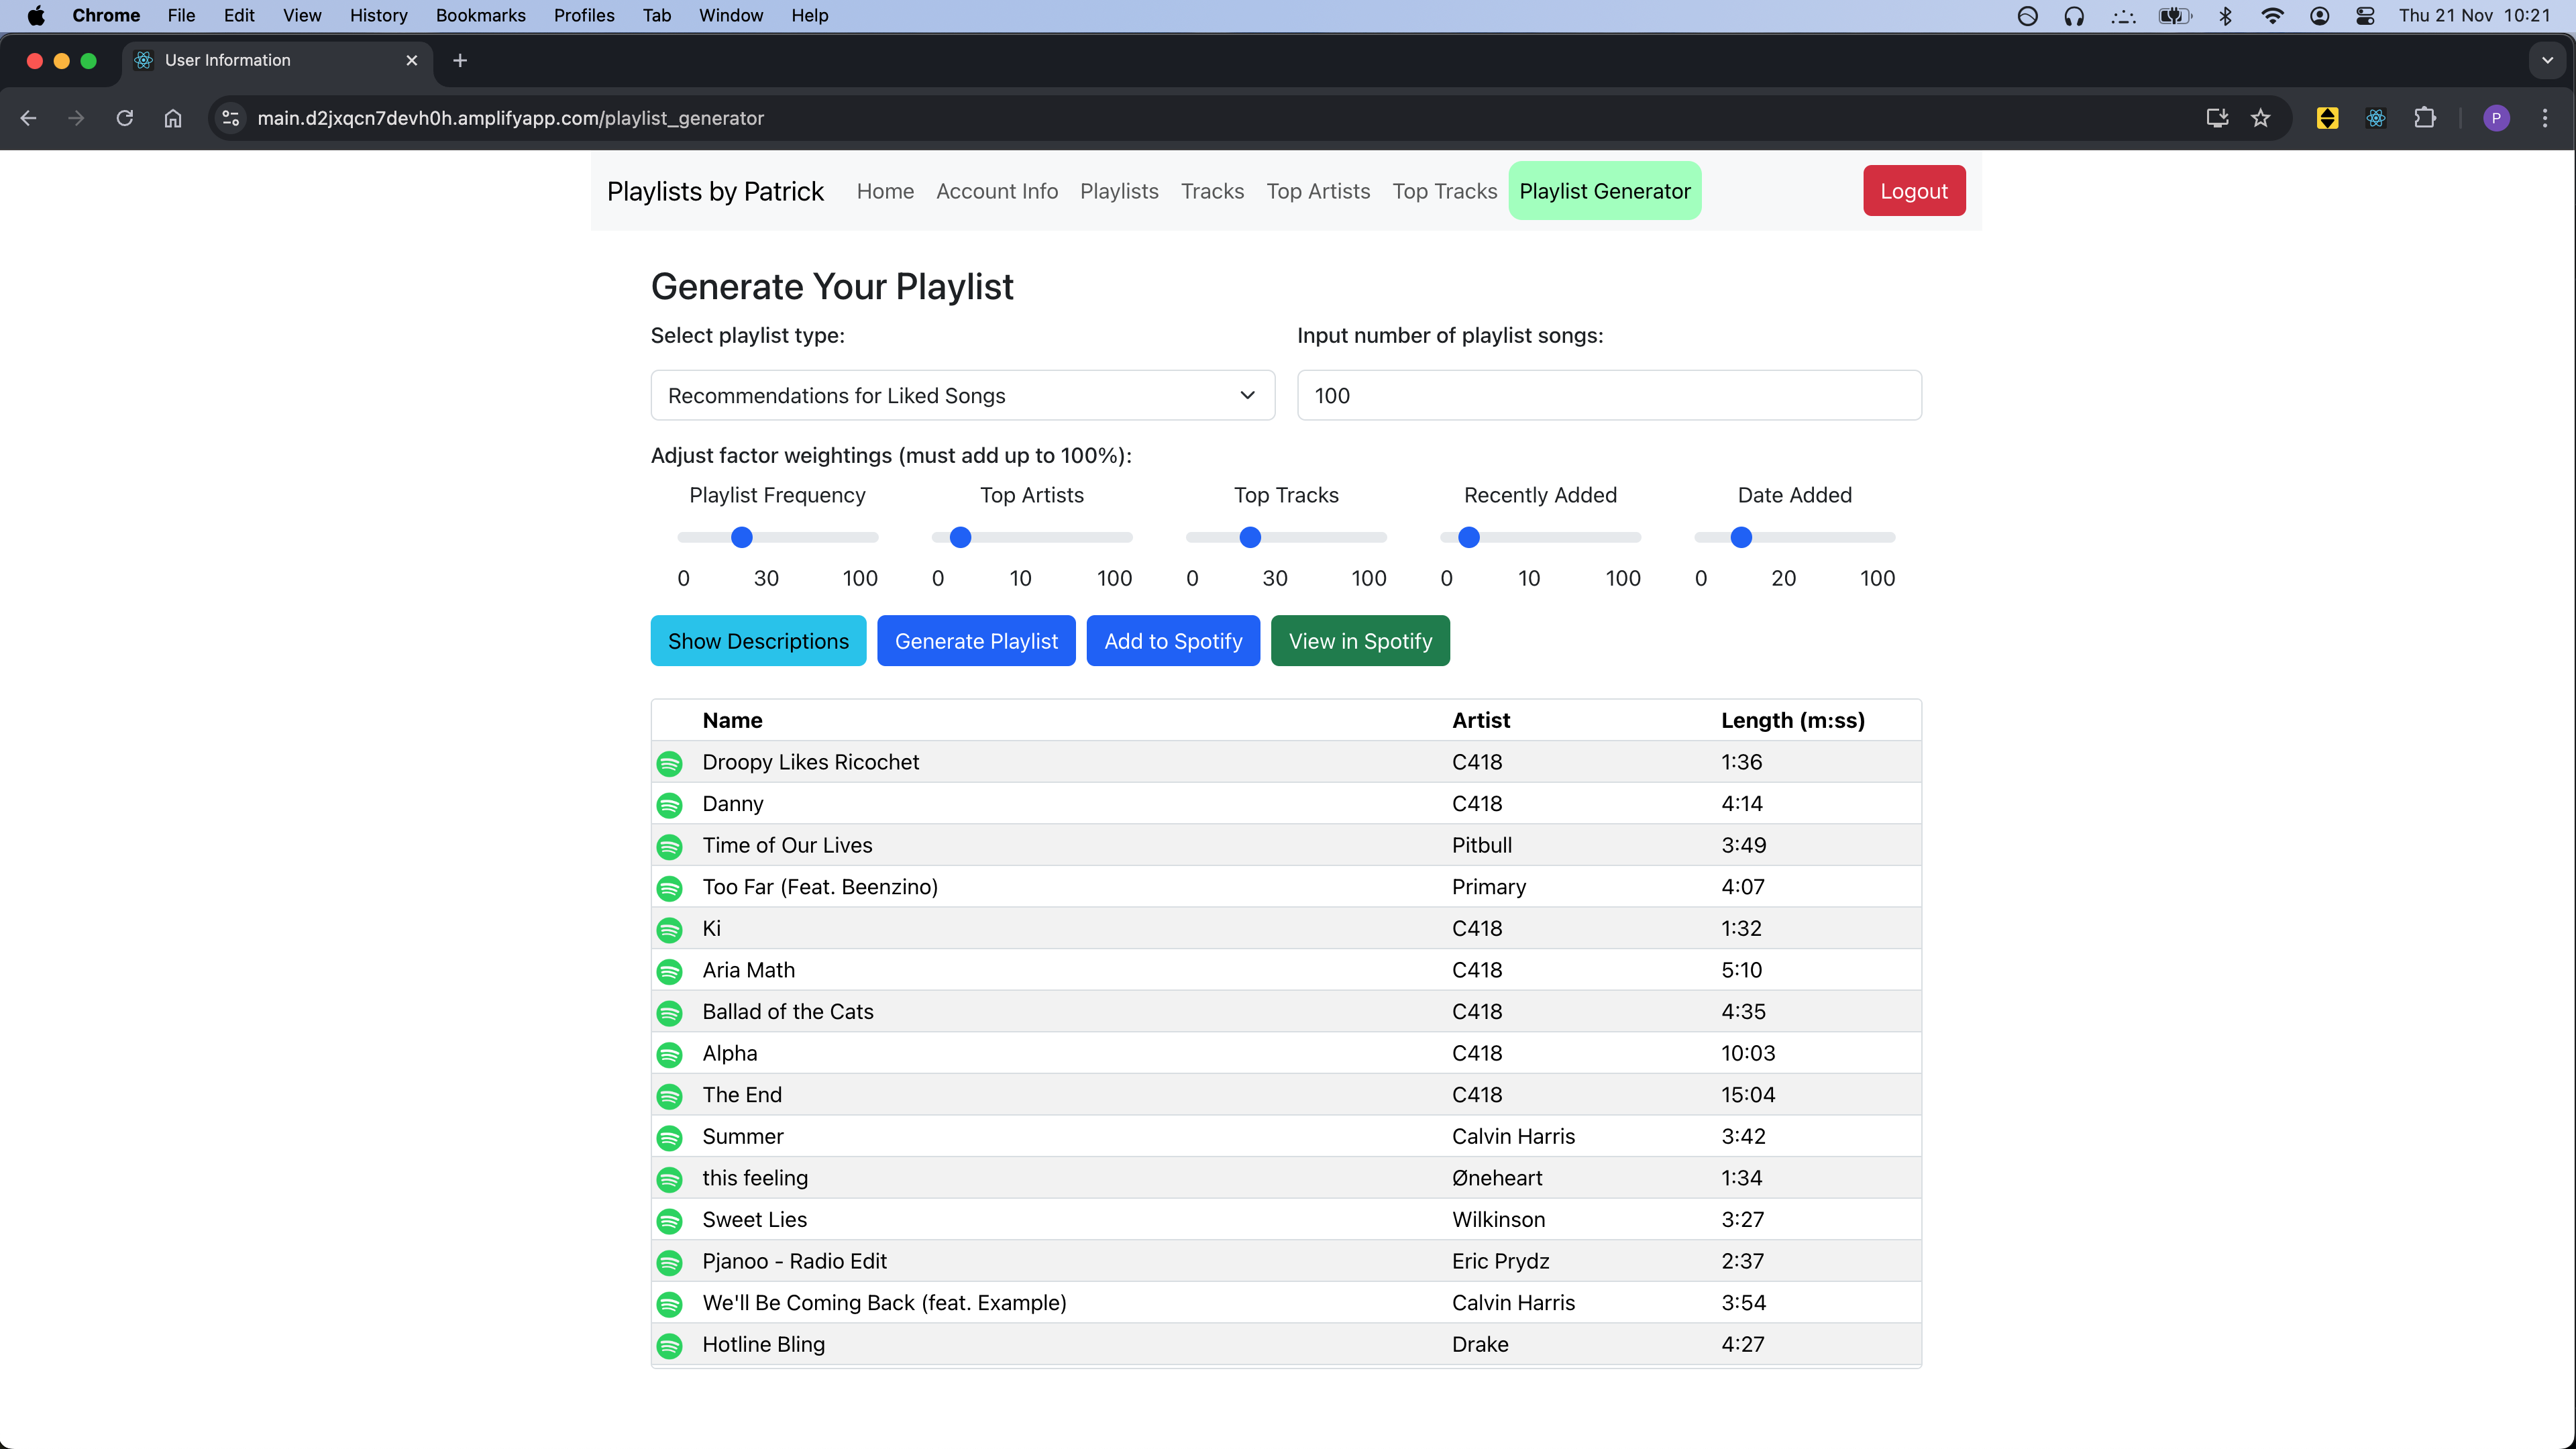 Chrome File Edit View History Bookmarks Profiles Tab Window Help Thu 21 Nov 10:21
User Information
main.d2jxqcn7devh0h.amplifyapp.com/playlist_generator P
Playlists by Patrick Home Account Info Playlists Tracks Top Artists Top Tracks Playlist Generator Logout
Generate Your Playlist
Select playlist type: Input number of playlist songs:
Recommendations for Liked Songs 100
Adjust factor weightings (must add up to 100%):
Playlist Frequency Top Artists Top Tracks Recently Added Date Added
0 30 100 0 10 100 0 30 100 0 10 100 0 20 100
Show Descriptions Generate Playlist Add to Spotify View in Spotify
Name Artist Length (m:ss)
Droopy Likes Ricochet C418 1:36
Danny C418 4:14
Time of Our Lives Pitbull 3:49
Too Far (Feat. Beenzino) Primary 4:07
Ki C418 1:32
Aria Math C418 5:10
Ballad of the Cats C418 4:35
Alpha C418 10:03
The End C418 15:04
Summer Calvin Harris 3:42
this feeling Øneheart 1:34
Sweet Lies Wilkinson 3:27
Pjanoo - Radio Edit Eric Prydz 2:37
We'll Be Coming Back (feat. Example) Calvin Harris 3:54
Hotline Bling Drake 4:27